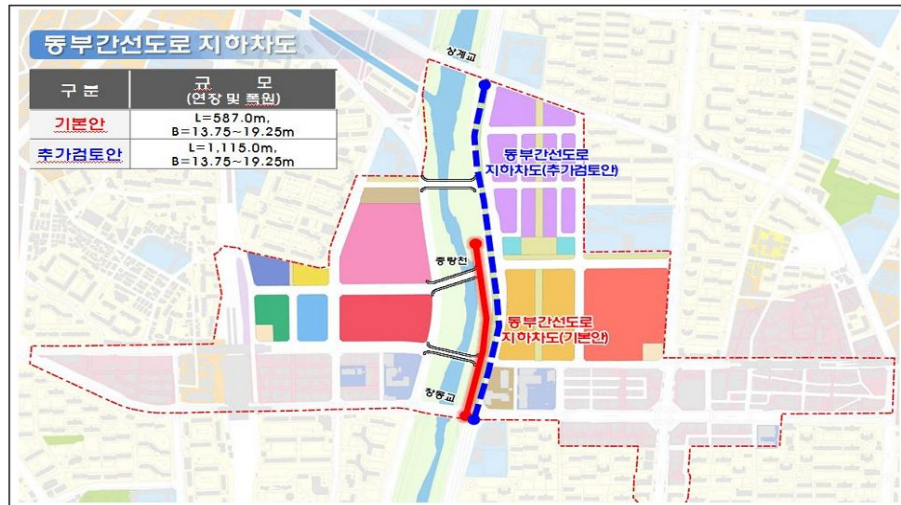 동부간선도로 지하차도
구 분
규 모
(연장 및 폭원)
기본안
L=587.0m,
B=13.75~19.25m
추가검토안
L=1,115.0m,
B=13.75~19.25m
상계교
동부간선도로
지하차도(추가검토안)
중랑천
동부간선도로
지하차도(기본안)
창동교